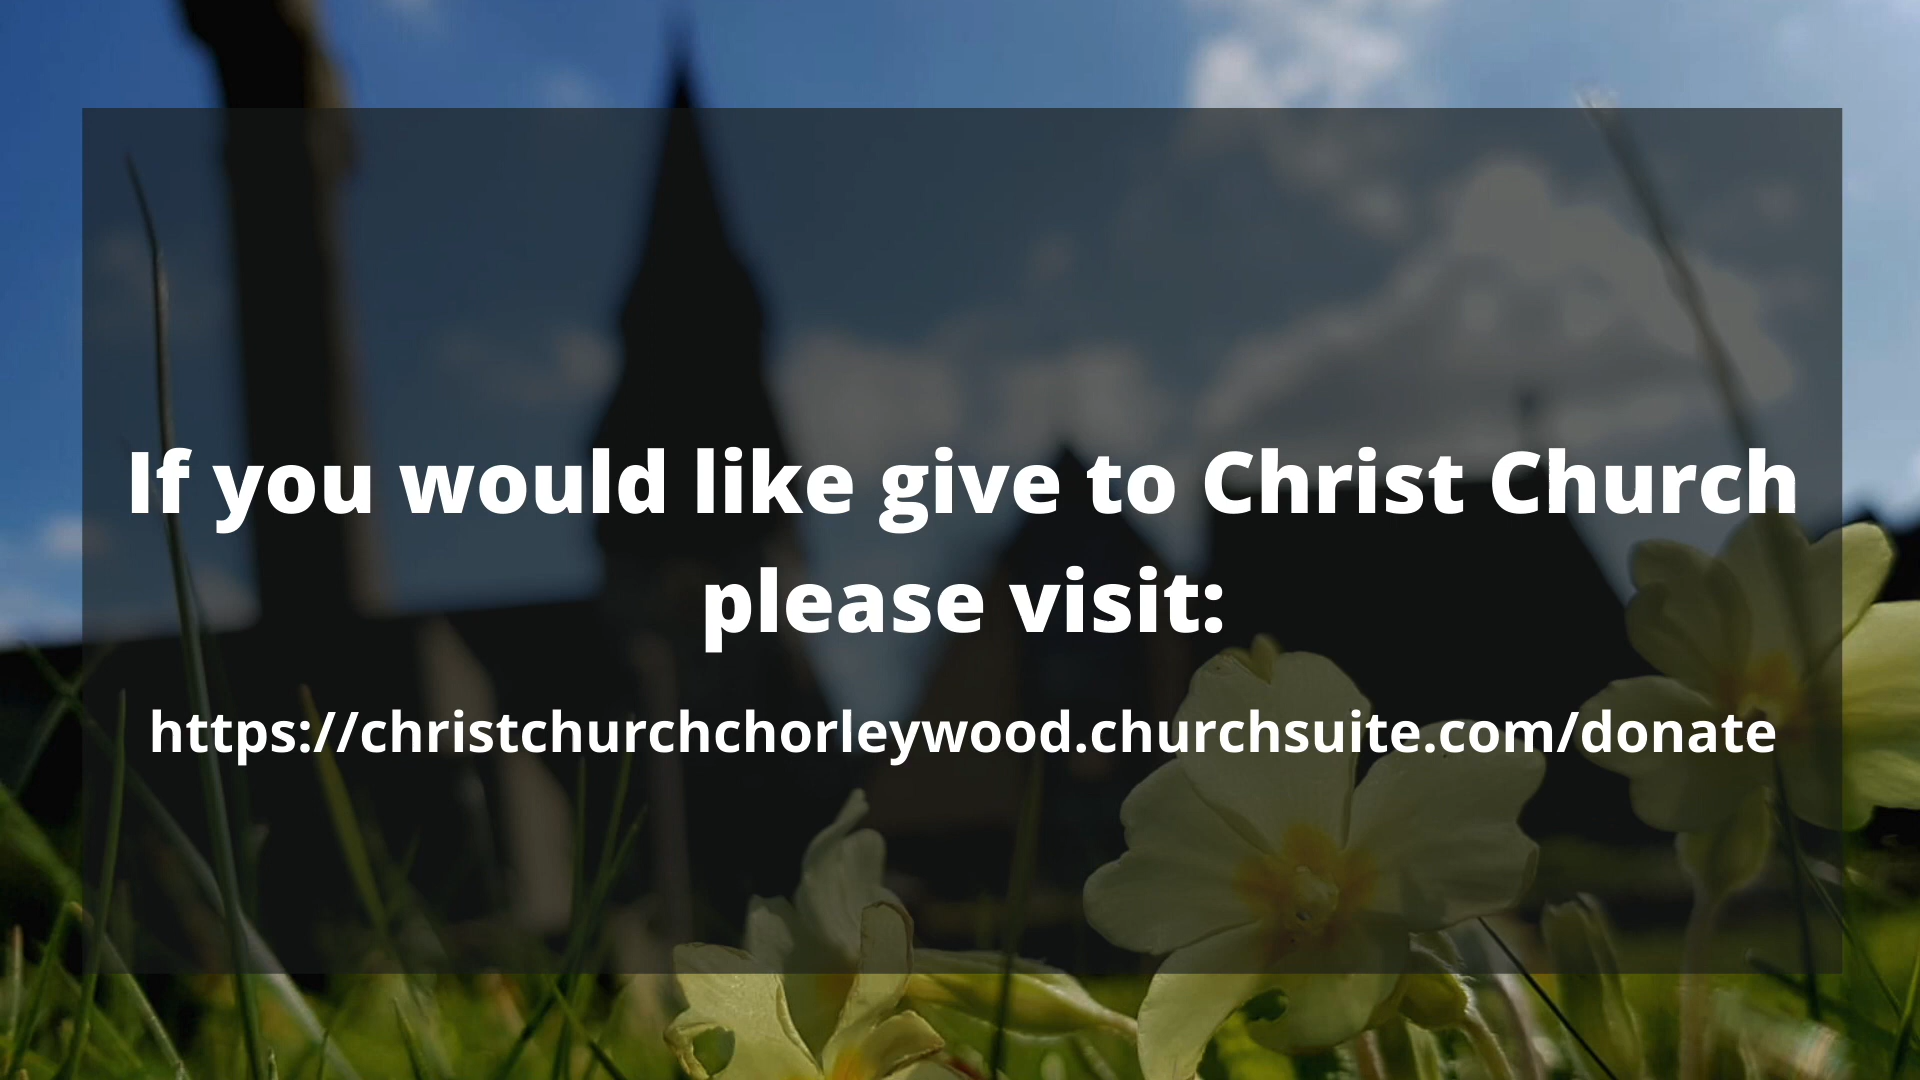 If you would like give to Christ Church
please visit:
https://christchurchchorleywood.churchsuite.com/donate